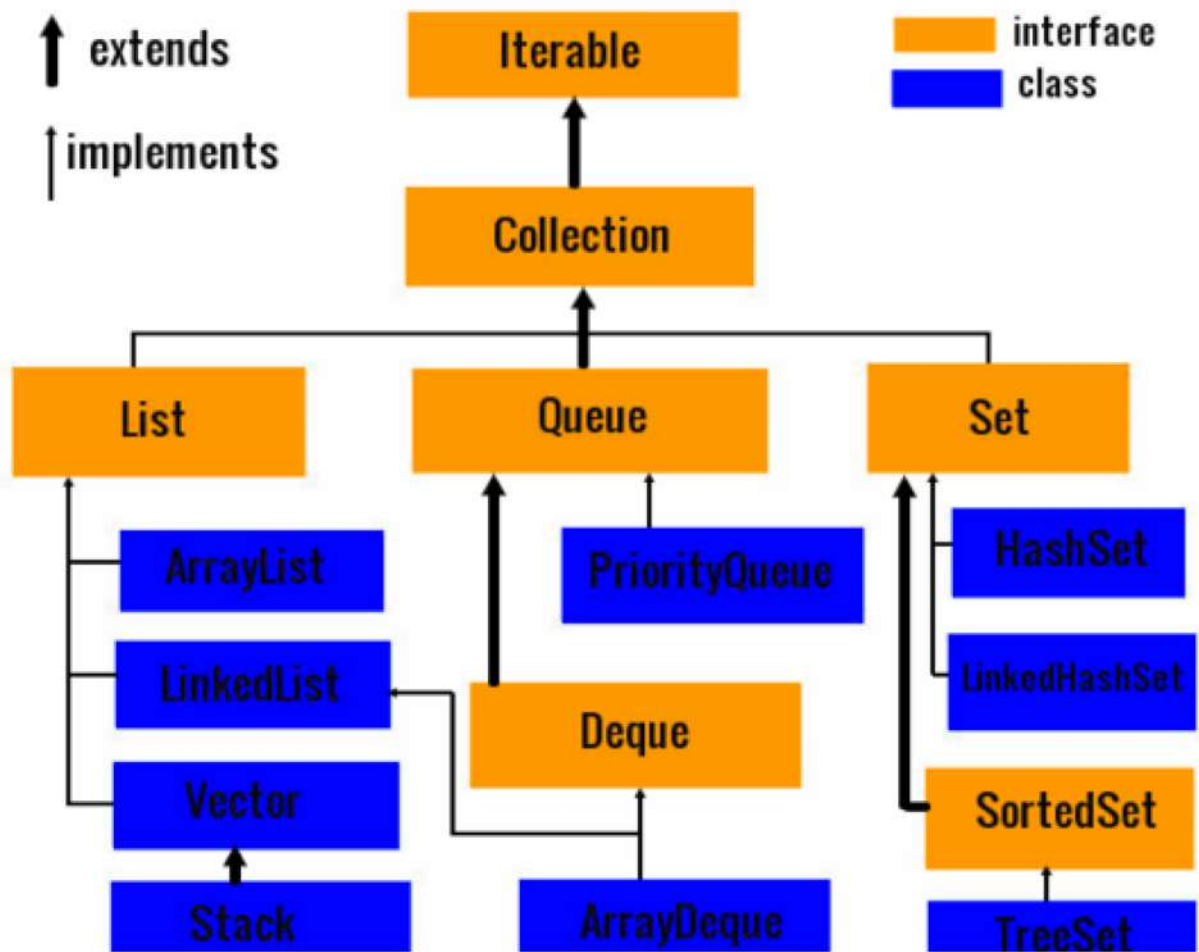 extends
implements
interface
class
Iterable
Collection
List
Queue
Set
ArrayList
PriorityQueue
HashSet
LinkedList
LinkedHashSet
Deque
Vector
SortedSet
Stack
ArrayDeque
TreeSet